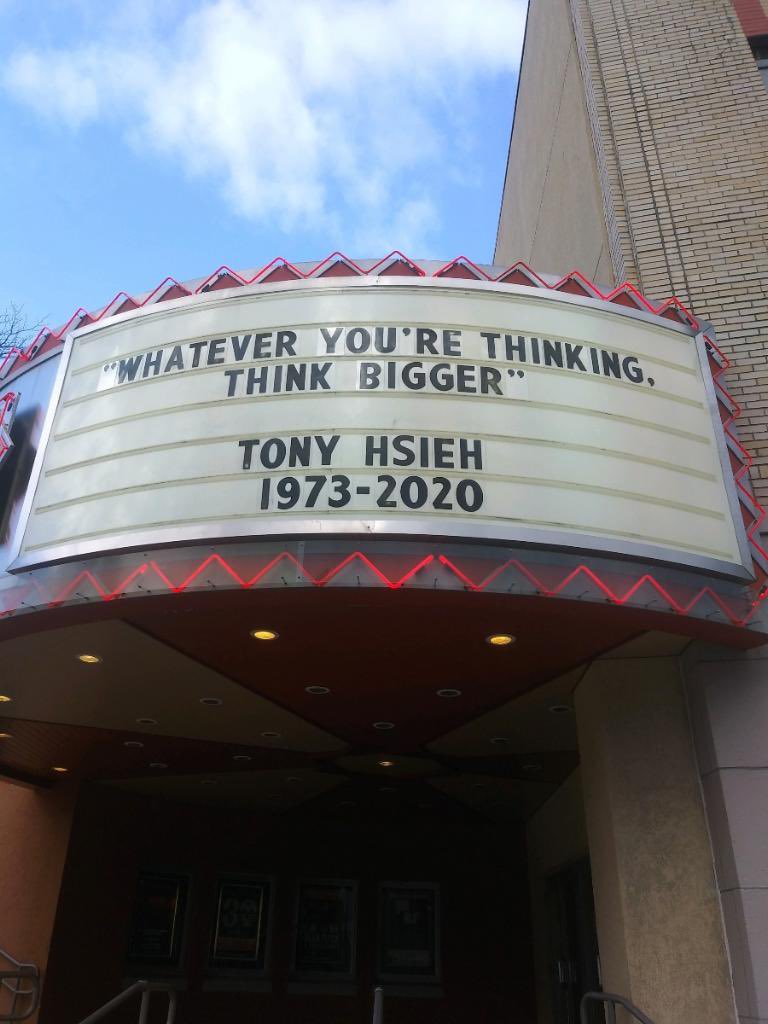 "WHATEVER YOU'RE THINKING,
THINK BIGGER"
TONY HSIEH
1973-2020